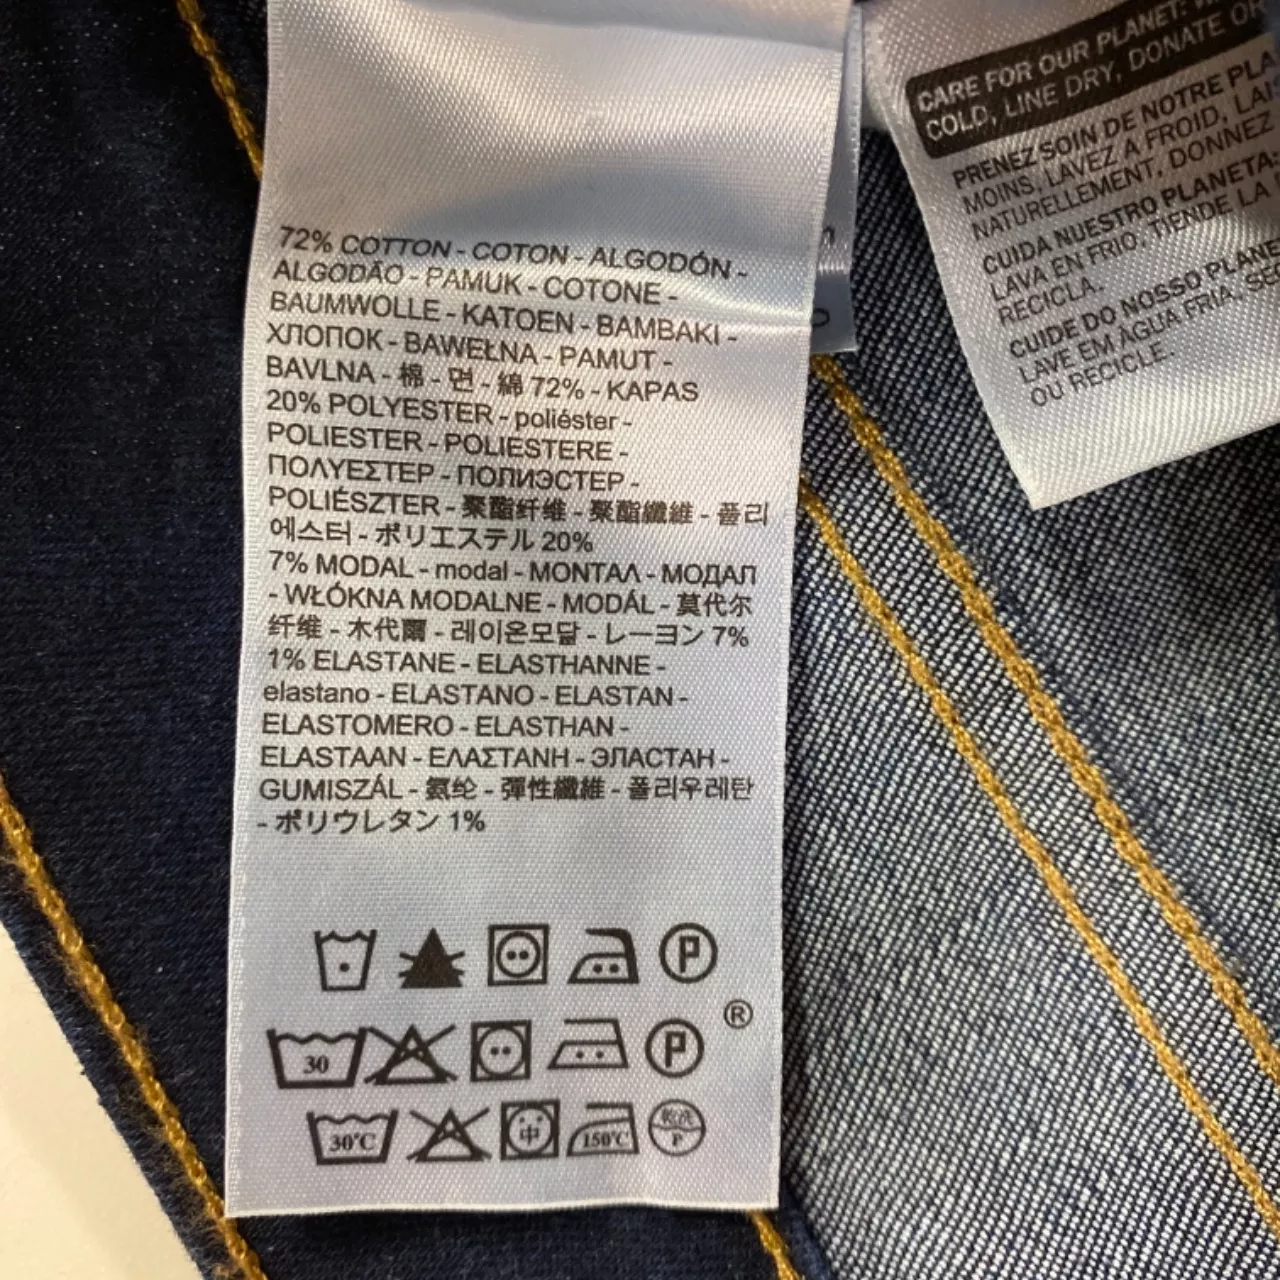 72% COTTON - COTON - ALGODÓN -
ALGODÃO - PAMUK - COTONE -
BAUMWOLLE - KATOEN - BAMBAKI -
ХЛОПОК - BAWEŁNA - PAMUT -
BAVLNA - 棉 - 면 - 綿 72% - KAPAS
20% POLYESTER - poliéster -
POLIESTER - POLIESTERE -
ΠΟΛΥΕΣΤΕΡ - ПОЛИЭСТЕР -
POLIÉSZTER - 聚酯纤维 - 聚酯纖維 - 폴리
에스터 - ポリエステル 20%
7% MODAL - modal - ΜΟΝΤΑΛ - МОДАЛ
- WŁÓKNA MODALNE - MODÁL - 莫代尔
纤维 - 木代爾 - 레이온모달 - レーヨン 7%
1% ELASTANE - ELASTHANNE -
elastano - ELASTANO - ELASTAN -
ELASTOMERO - ELASTHAN -
ELASTAAN - ΕΛΑΣΤΑΝΗ - ЭЛАСТАН -
GUMISZÁL - 氨纶 - 彈性纖維 - 폴리우레탄
- ポリウレタン 1%
P
®
30 P
30℃ 中 150℃ P
CARE FOR OUR PLANET:
COLD, LINE DRY, DONATE OR
PRENEZ SOIN DE NOTRE
MOINS, LAVEZ À FROID,
NATURELLEMENT, DONNEZ
CUIDA NUESTRO PLANETA:
LAVA EN FRIO, TIENDE LA
RECICLA.
CUIDE DO NOSSO
LAVE EM ÁGUA FRIA,
OU RECICLE.